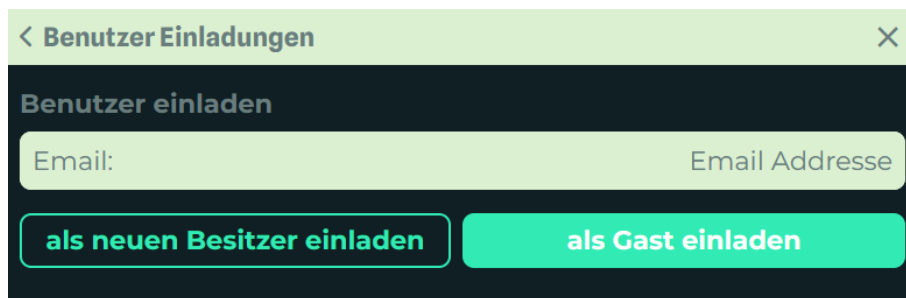 Benutzer Einladungen
Benutzer einladen
Email: Email Addresse
als neuen Besitzer einladen als Gast einladen